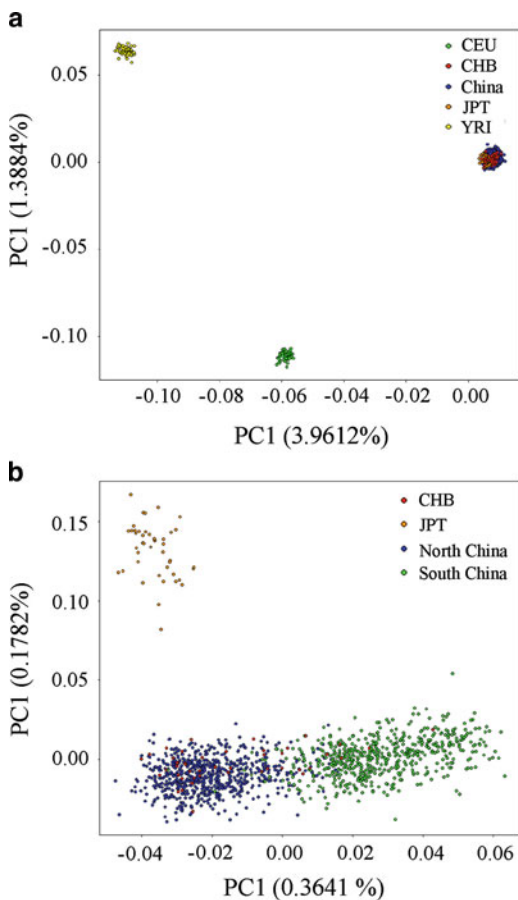 a
CEU
CHB
China
JPT
YRI
0.05
0.00
-0.05
-0.10
PC1 (1.3884%)
-0.10 -0.08 -0.06 -0.04 -0.02 0.00
PC1 (3.9612%)
b
CHB
JPT
North China
South China
0.15
0.10
0.05
0.00
PC1 (0.1782%)
-0.04 -0.02 0.00 0.02 0.04 0.06
PC1 (0.3641 %)